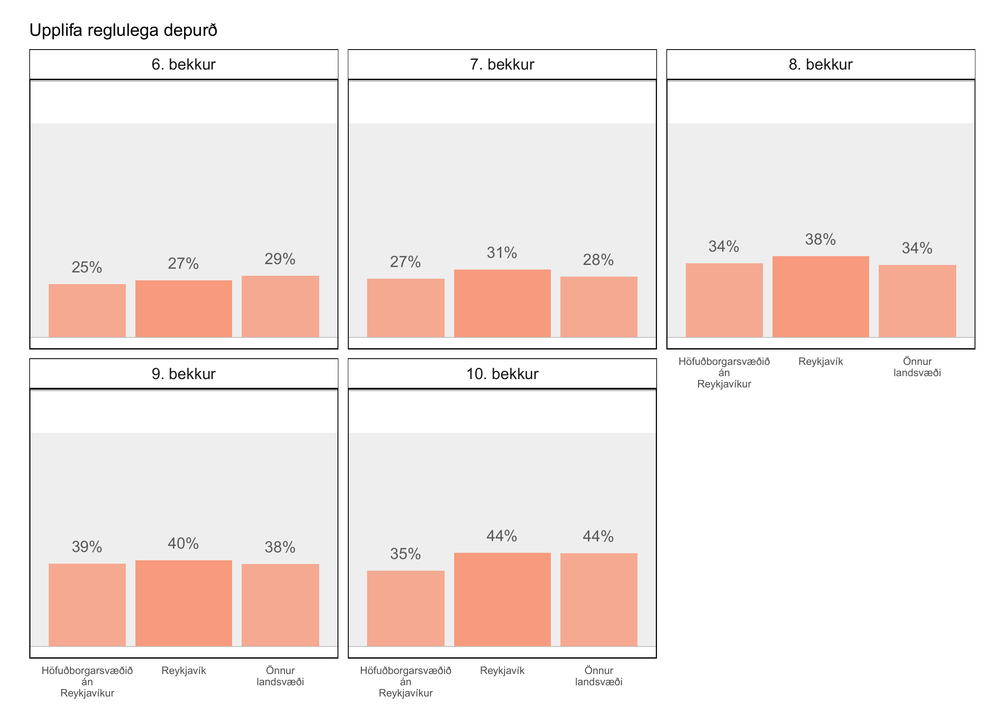 Upplifa reglulega depurð
6. bekkur
7. bekkur
8. bekkur
25%
27%
29%
27%
31%
28%
34%
38%
34%
Höfuðborgarsvæðið
án
Reykjavíkur
Reykjavík
Önnur
landsvæði
9. bekkur
10. bekkur
39%
40%
38%
35%
44%
44%
Höfuðborgarsvæðið
án
Reykjavíkur
Reykjavík
Önnur
landsvæði
Höfuðborgarsvæðið
án
Reykjavíkur
Reykjavík
Önnur
landsvæði